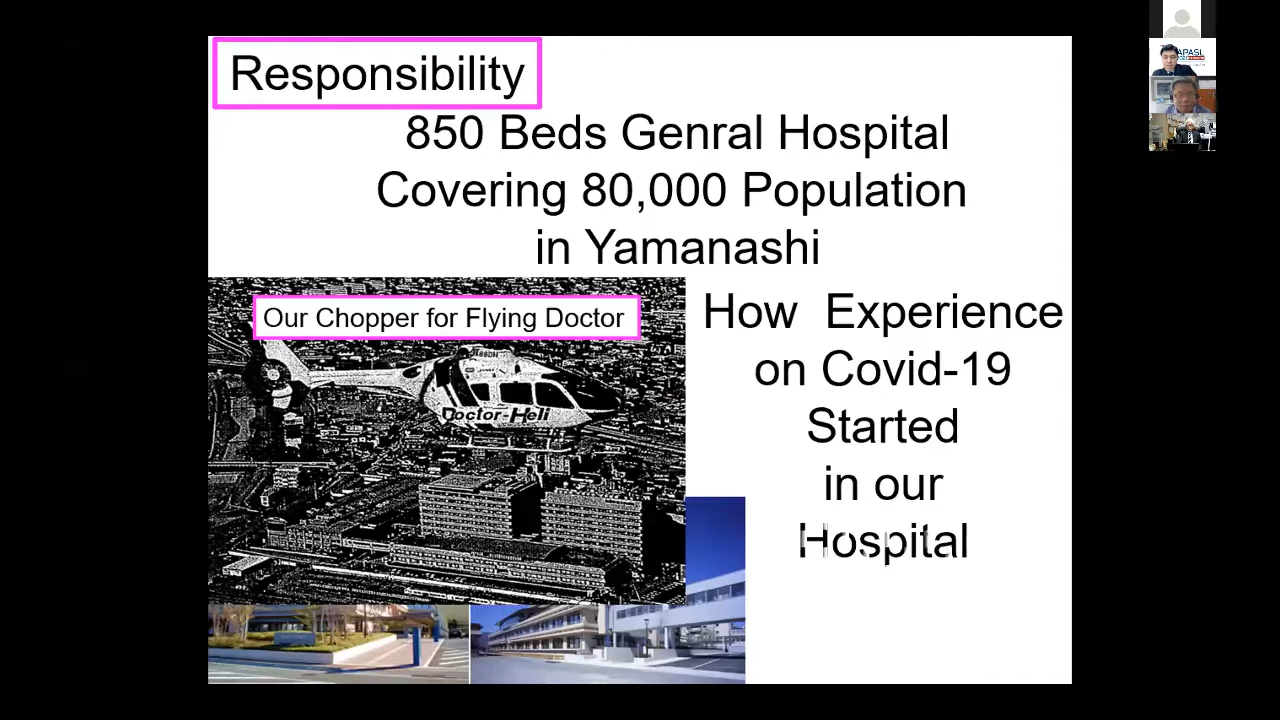 Responsibility
850 Beds Genral Hospital
Covering 80,000 Population
in Yamanashi
Our Chopper for Flying Doctor
Doctor-Heli
How Experience
on Covid-19
Started
in our
Hospital
APASL